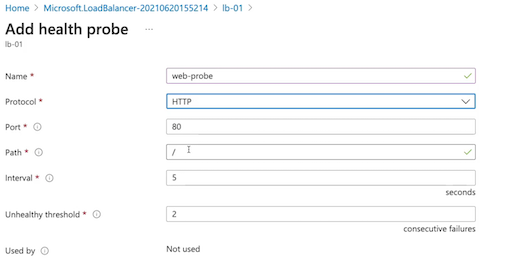 Home > Microsoft.LoadBalancer-20210620155214 > lb-01 >
Add health probe ...
lb-01
Name * web-probe
Protocol * HTTP
Port * 80
Path * /
Interval * 5
seconds
Unhealthy threshold * 2
consecutive failures
Used by Not used